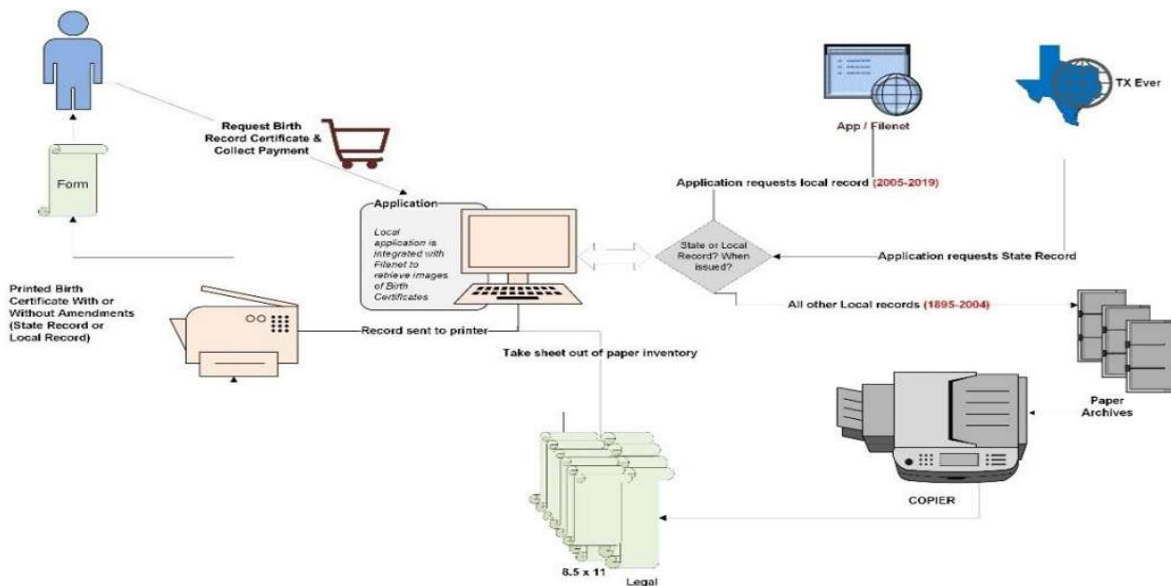 Request Birth
Record Certificate &
Collect Payment
Form
App / Filenet
TX Ever
Application requests local record (2005-2019)
Application
Local
application is
integrated with
Filenet to
retrieve images
of Birth
Certificates
State or Local
Record? When
issued?
Application requests State Record
Printed Birth
Certificate With or
Without Amendments
(State Record or
Local Record)
All other Local records (1895-2004)
Record sent to printer
Take sheet out of paper inventory
Paper
Archives
COPIER
8.5 x 11
Legal